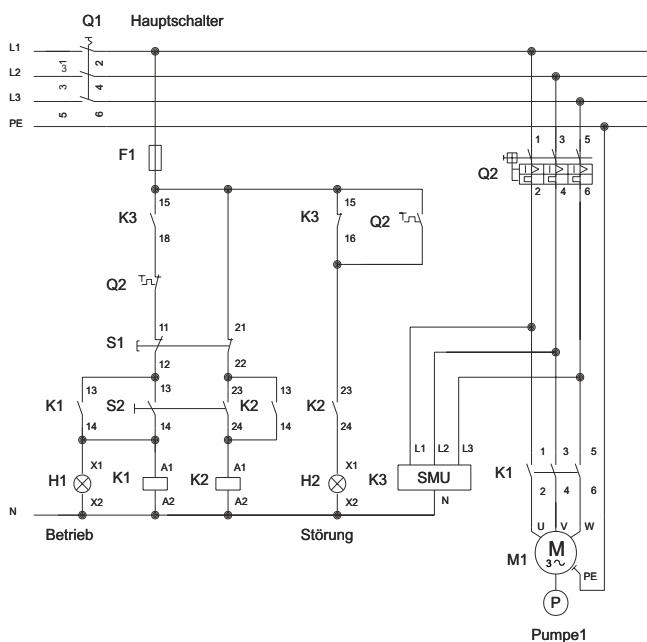 Q1 Hauptschalter
L1
1 2
L2
3
3 4
L3
5 6
PE
F1
1 3 5
Q2
2 4 6
15 15
K3 K3 Q2
18 16
Q2
11 21
S1
12 22
L1 L2 L3
13 13 23 13 23
K1 S2 K2 K2
14 14 24 14 24
X1 A1 A1 X1
H1 K1 K2 H2 K3 SMU
X2 A2 A2 X2 N
1 3 5
K1
2 4 6
N
Betrieb Störung
U V W
M1 M
3~
PE
P
Pumpe1